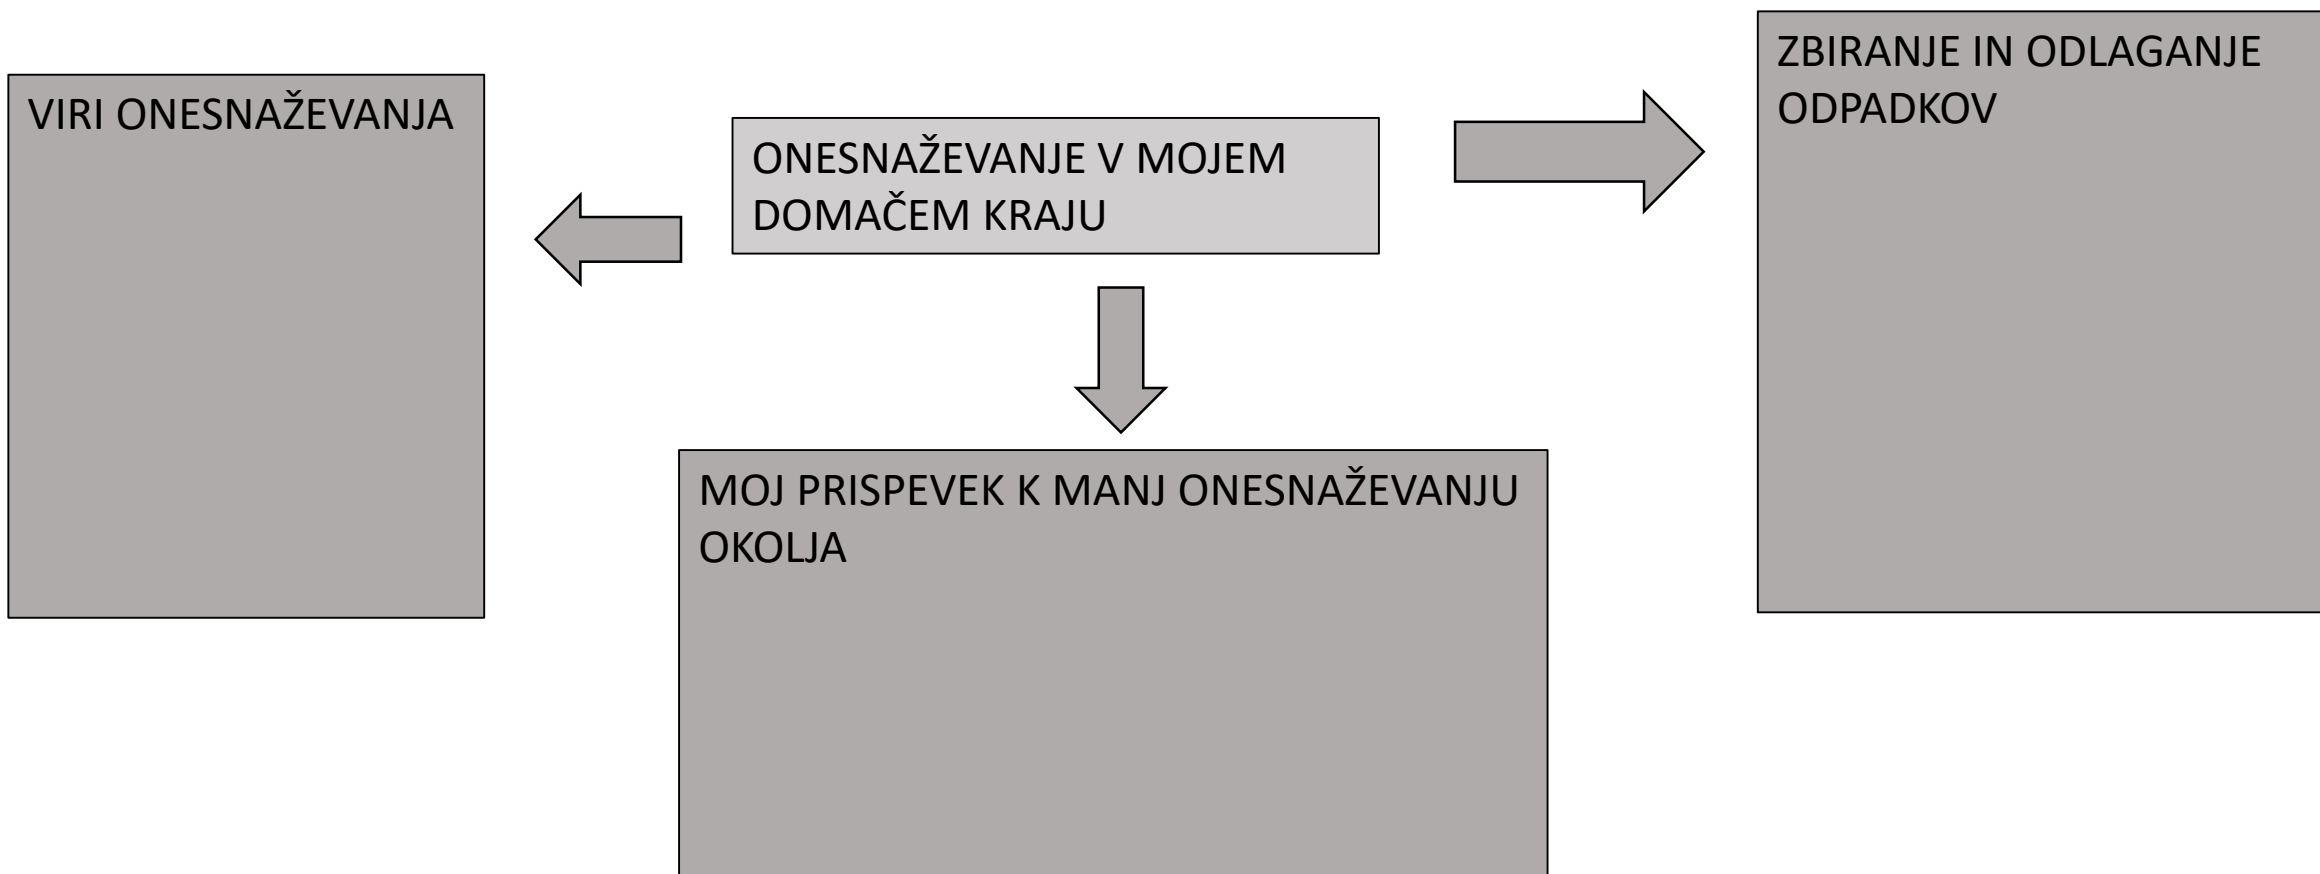 VIRI ONESNAŽEVANJA
ONESNAŽEVANJE V MOJEM
DOMAČEM KRAJU
ZBIRANJE IN ODLAGANJE
ODPADKOV
MOJ PRISPEVEK K MANJ ONESNAŽEVANJU
OKOLJA